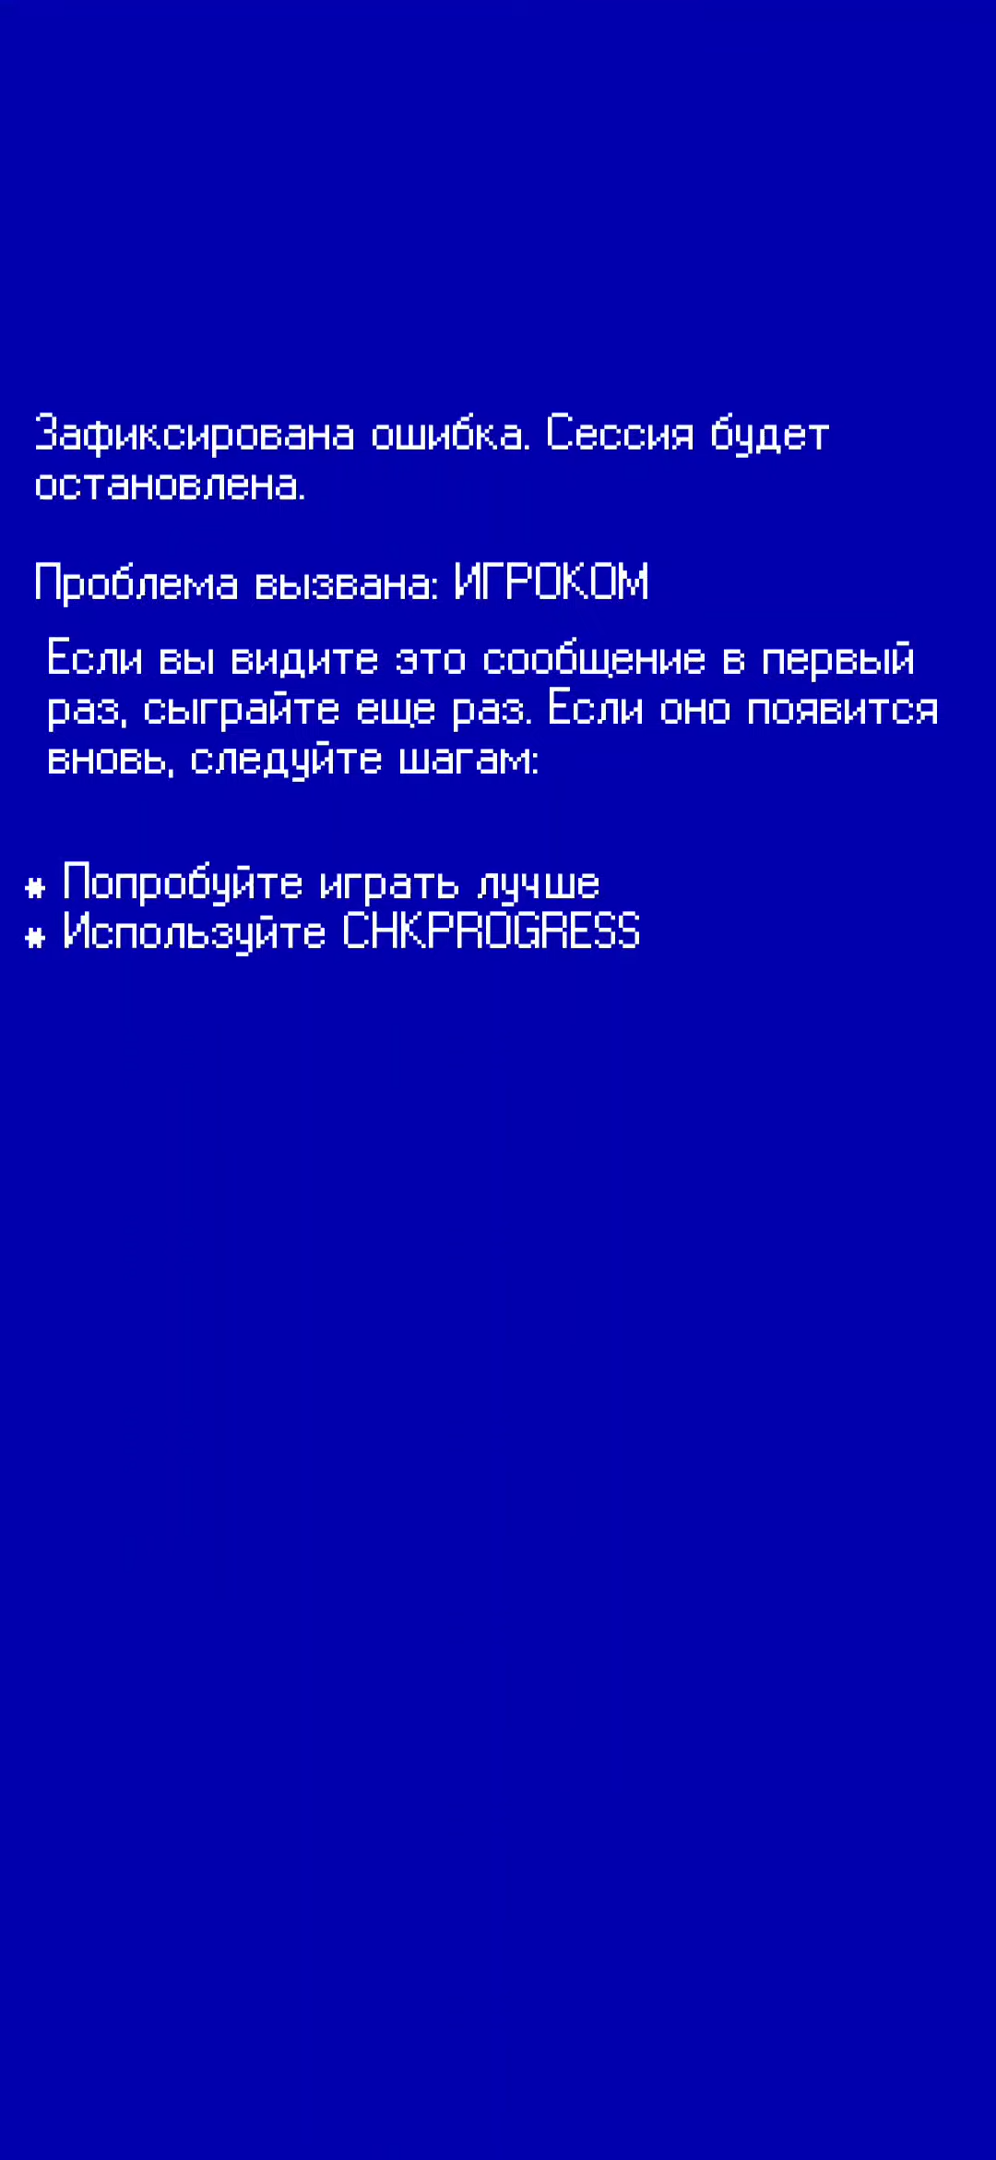 Зафиксирована ошибка. Сессия будет
остановлена.
Проблема вызвана: ИГРОКОМ
Если вы видите это сообщение в первый
раз, сыграйте еще раз. Если оно появится
вновь, следуйте шагам:
* Попробуйте играть лучше
* Используйте CHKPROGRESS